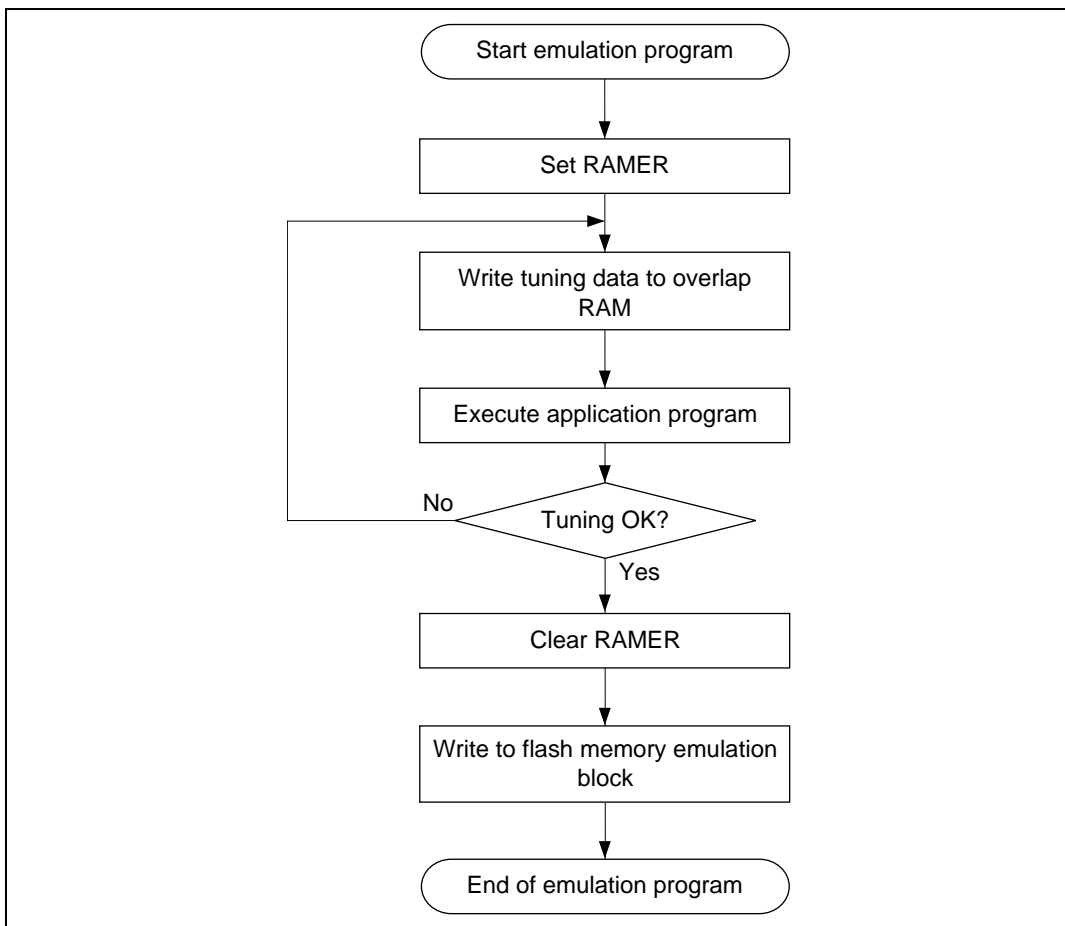 Start emulation program
Set RAMER
Write tuning data to overlap
RAM
Execute application program
No
Tuning OK?
Yes
Clear RAMER
Write to flash memory emulation
block
End of emulation program